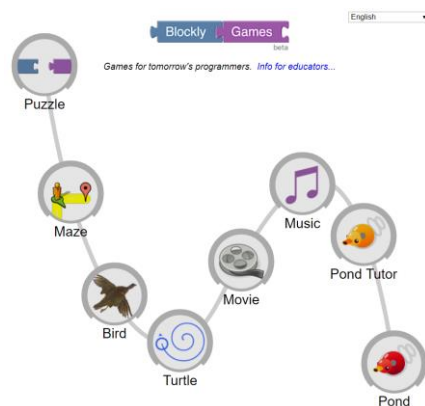 English
Blockly Games
beta
Games for tomorrow's programmers. Info for educators...
Puzzle
Maze
Music
Pond Tutor
Movie
Bird
Turtle
Pond